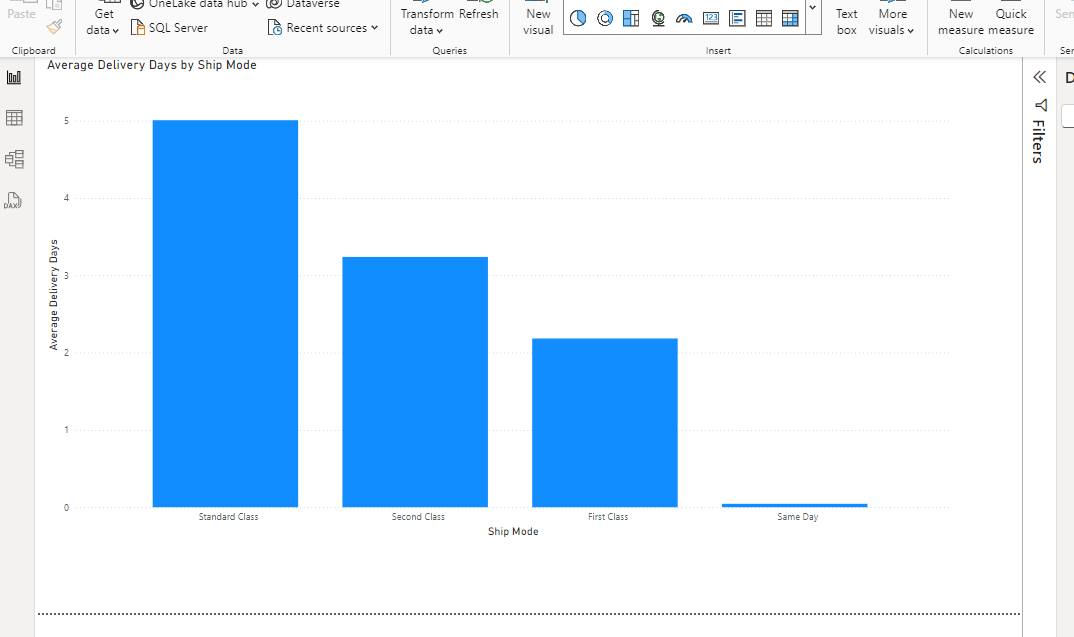 Paste
Clipboard
Get
data
OneLake data hub
SQL Server
Dataverse
Recent sources
Data
Transform
data
Refresh
Queries
New
visual
123
Insert
Text
box
More
visuals
New
measure
Quick
measure
Calculations
DAX
Filters
Average Delivery Days by Ship Mode
Average Delivery Days
5
4
3
2
1
0
Standard Class
Second Class
First Class
Same Day
Ship Mode